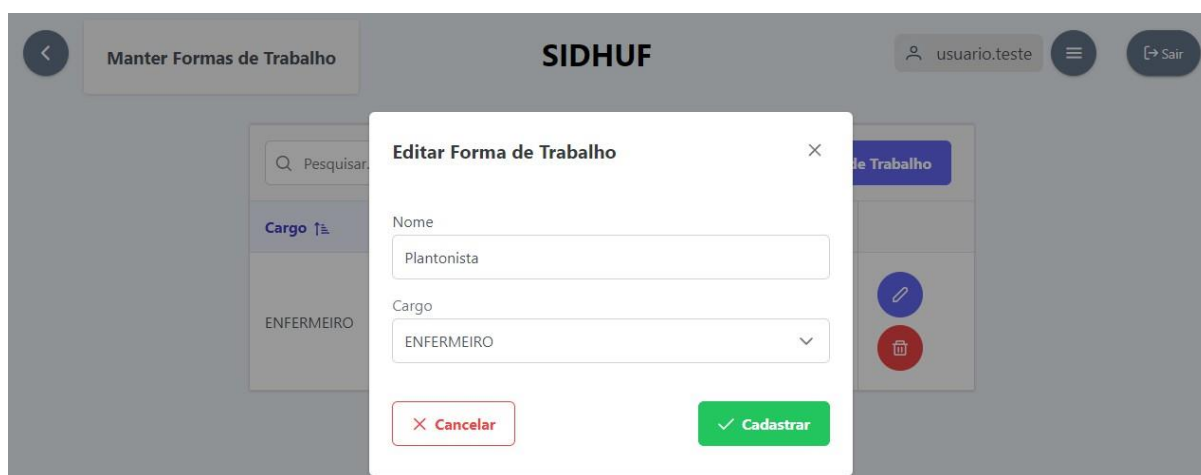 Manter Formas de Trabalho
SIDHUF
usuario.teste
Sair
Pesquisar.
Editar Forma de Trabalho
de Trabalho
Cargo
Nome
Plantonista
Cargo
ENFERMEIRO
ENFERMEIRO
Cancelar
Cadastrar